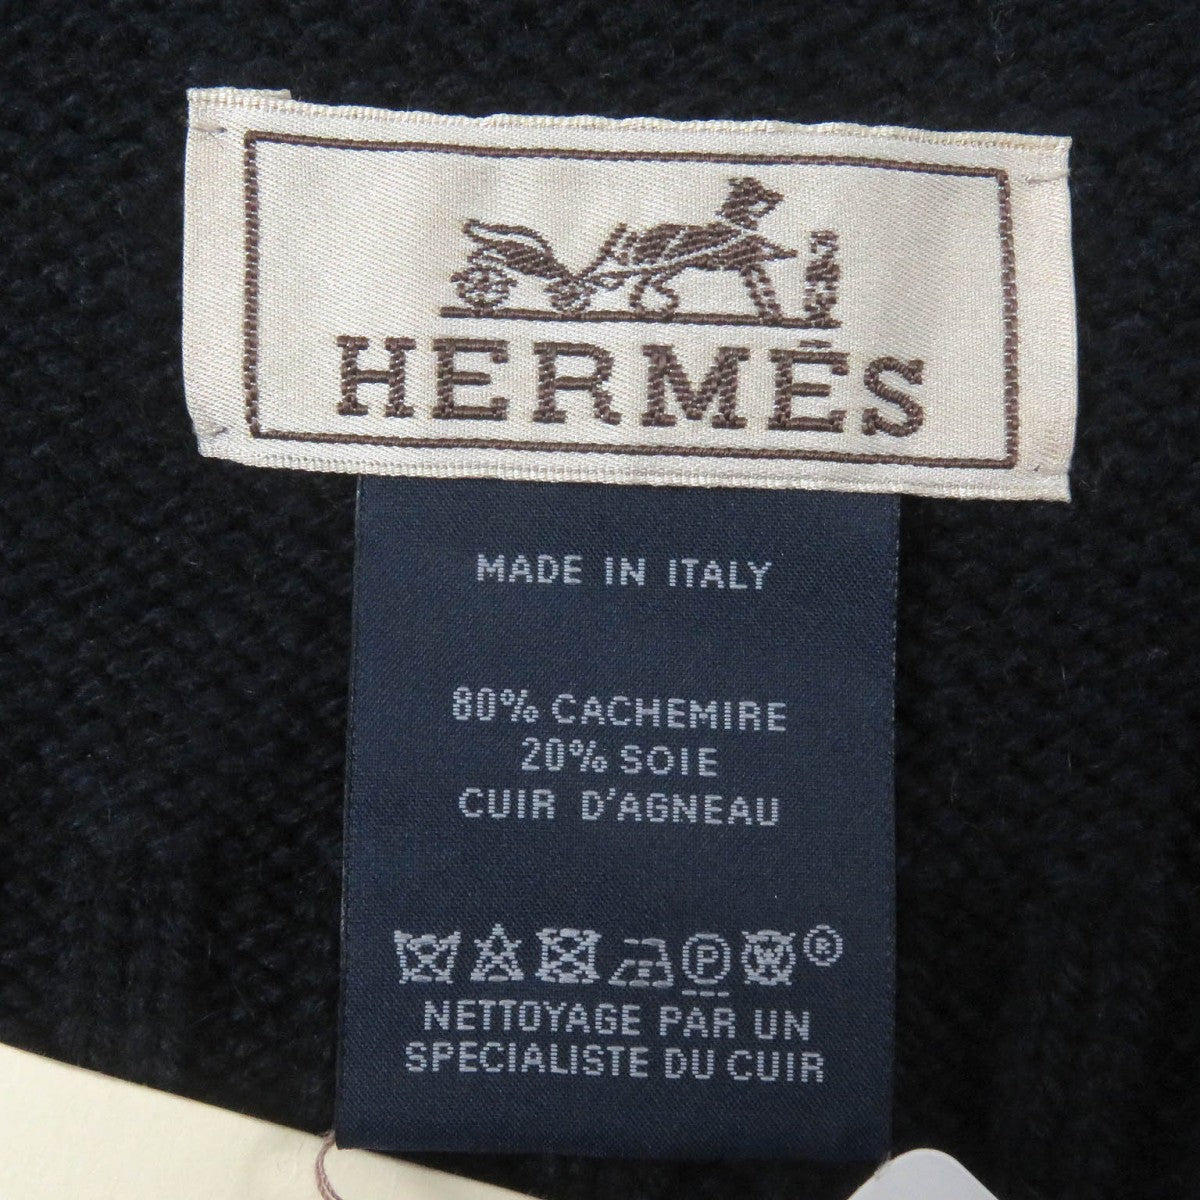 HERMÈS
MADE IN ITALY
80% CACHEMIRE
20% SOIE
CUIR D'AGNEAU
P W ®
NETTOYAGE PAR UN
SPECIALISTE DU CUIR